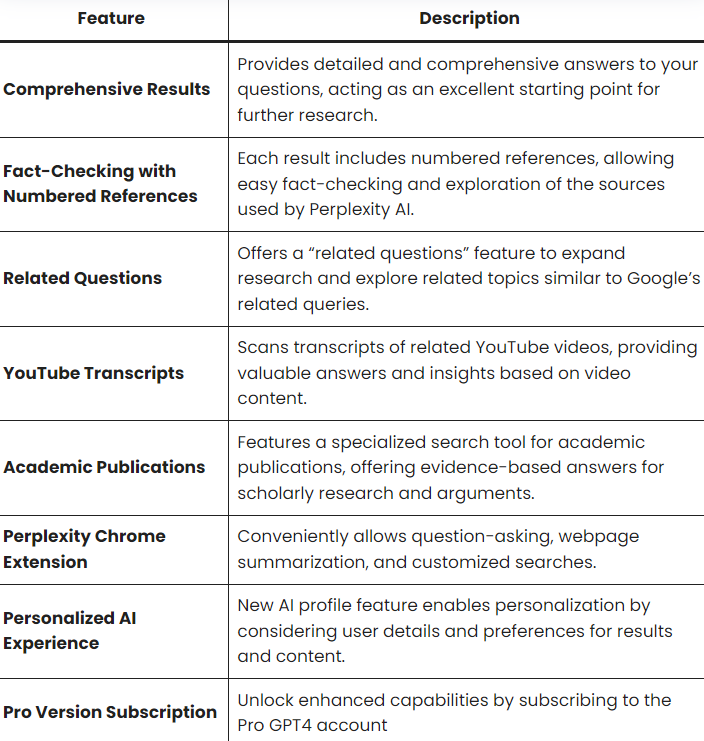 Feature
Description
Comprehensive Results
Provides detailed and comprehensive answers to your
questions, acting as an excellent starting point for
further research.
Fact-Checking with
Numbered References
Each result includes numbered references, allowing
easy fact-checking and exploration of the sources
used by Perplexity AI.
Related Questions
Offers a “related questions” feature to expand
research and explore related topics similar to Google’s
related queries.
YouTube Transcripts
Scans transcripts of related YouTube videos, providing
valuable answers and insights based on video
content.
Academic Publications
Features a specialized search tool for academic
publications, offering evidence-based answers for
scholarly research and arguments.
Perplexity Chrome
Extension
Conveniently allows question-asking, webpage
summarization, and customized searches.
Personalized AI
Experience
New AI profile feature enables personalization by
considering user details and preferences for results
and content.
Pro Version Subscription
Unlock enhanced capabilities by subscribing to the
Pro GPT4 account